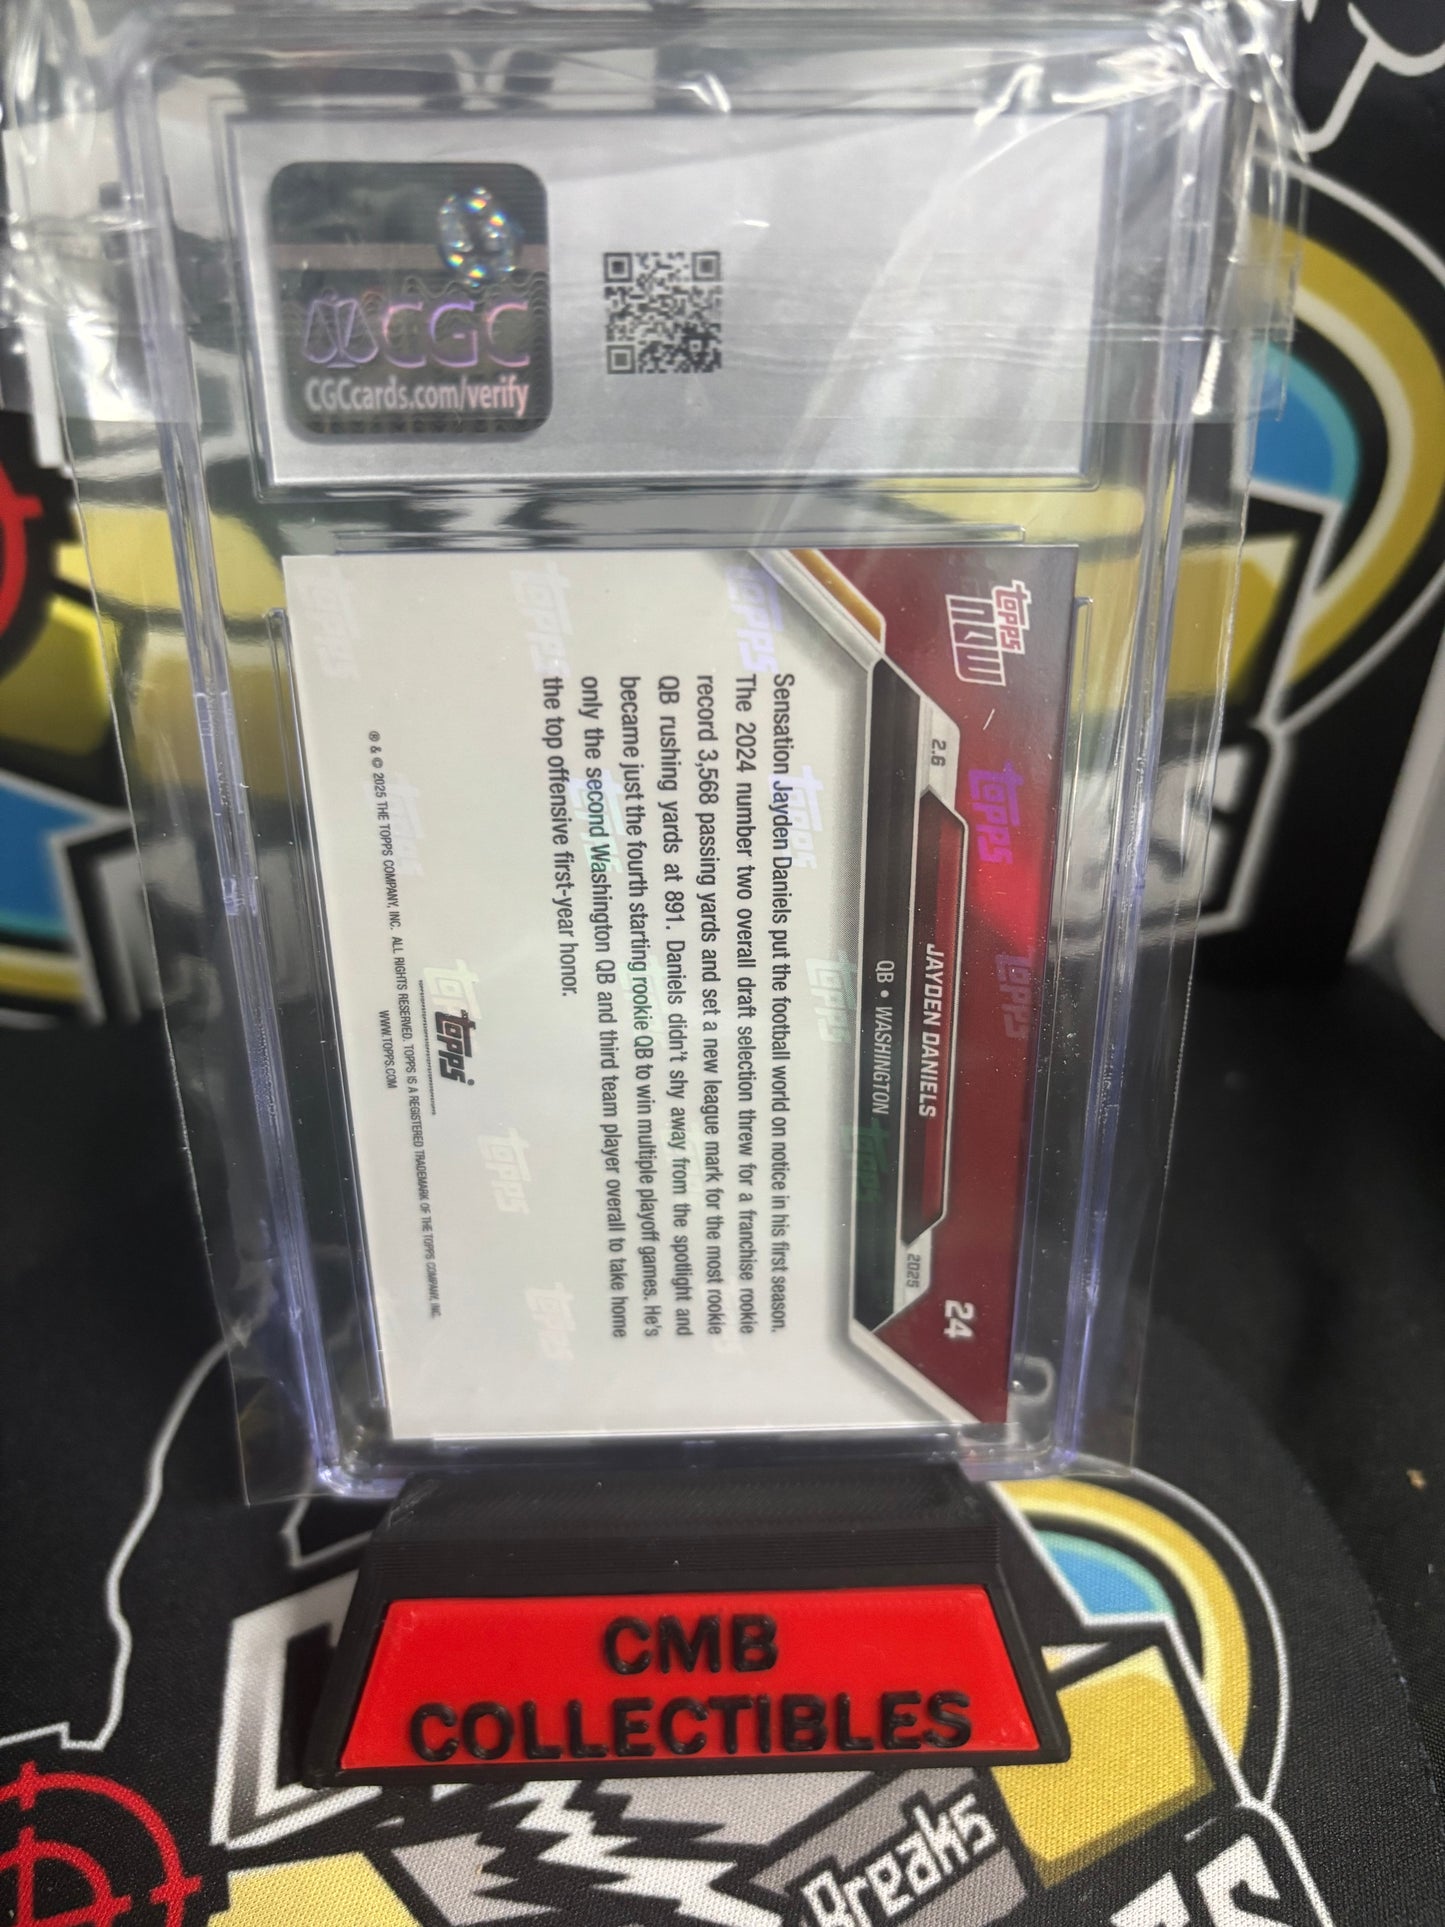 CGC
CGCcards.com/verify
topps
NOW
24
2.6
JAYDEN DANIELS
2025
QB • WASHINGTON
Sensation Jayden Daniels put the football world on notice in his first season.
The 2024 number two overall draft selection threw for a franchise rookie
record 3,568 passing yards and set a new league mark for the most rookie
QB rushing yards at 891. Daniels didn't shy away from the spotlight and
became just the fourth starting rookie QB to win multiple playoff games. He's
only the second Washington QB and third team player overall to take home
the top offensive first-year honor.
topps
® & © 2025 THE TOPPS COMPANY, INC. ALL RIGHTS RESERVED. TOPPS IS A REGISTERED TRADEMARK OF THE TOPPS COMPANY, INC.
WWW.TOPPS.COM
CMB
COLLECTIBLES
Breaks